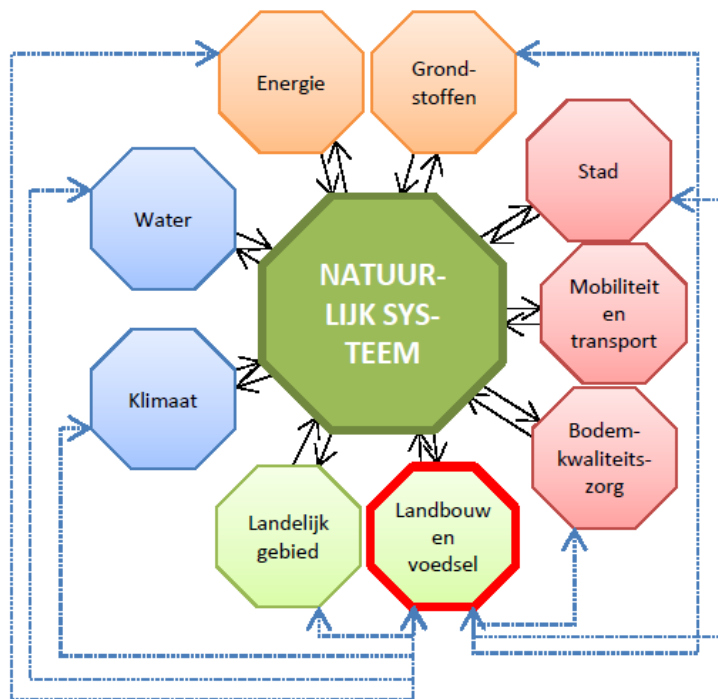 Energie
Grond-
stoffen
Stad
Water
NATUUR-
LIJK SYS-
TEEM
Mobiliteit
en
transport
Klimaat
Bodem-
kwaliteits-
zorg
Landelijk
gebied
Landbouw
en
voedsel